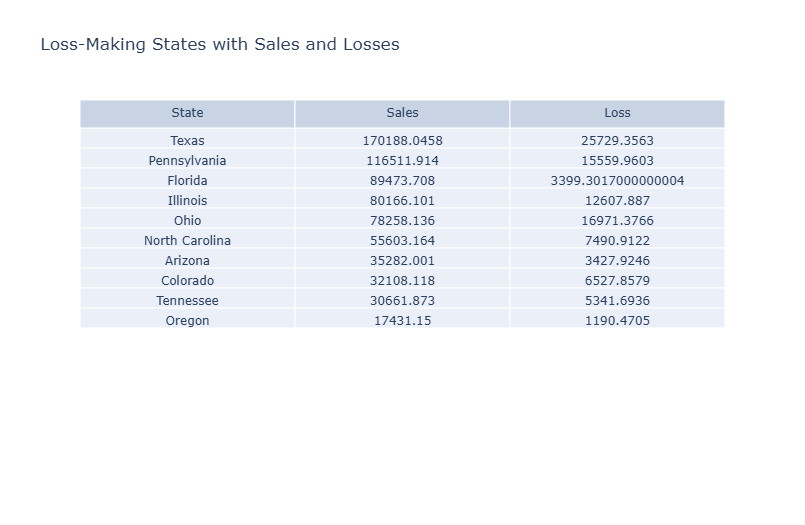 Loss-Making States with Sales and Losses
State Sales Loss
Texas 170188.0458 25729.3563
Pennsylvania 116511.914 15559.9603
Florida 89473.708 3399.3017000000004
Illinois 80166.101 12607.887
Ohio 78258.136 16971.3766
North Carolina 55603.164 7490.9122
Arizona 35282.001 3427.9246
Colorado 32108.118 6527.8579
Tennessee 30661.873 5341.6936
Oregon 17431.15 1190.4705